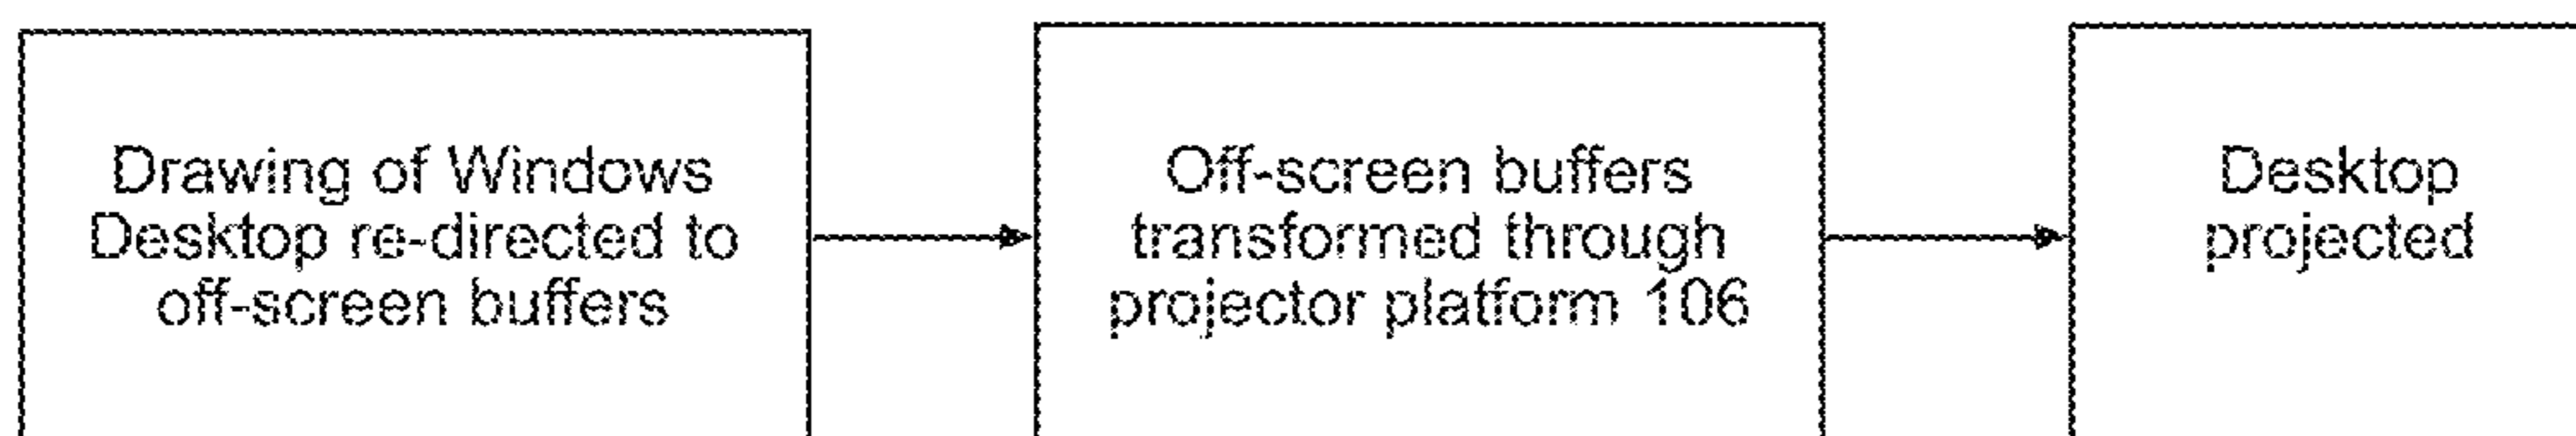 Drawing of Windows
Desktop re-directed to
off-screen buffers
Off-screen buffers
transformed through
projector platform 106
Desktop
projected